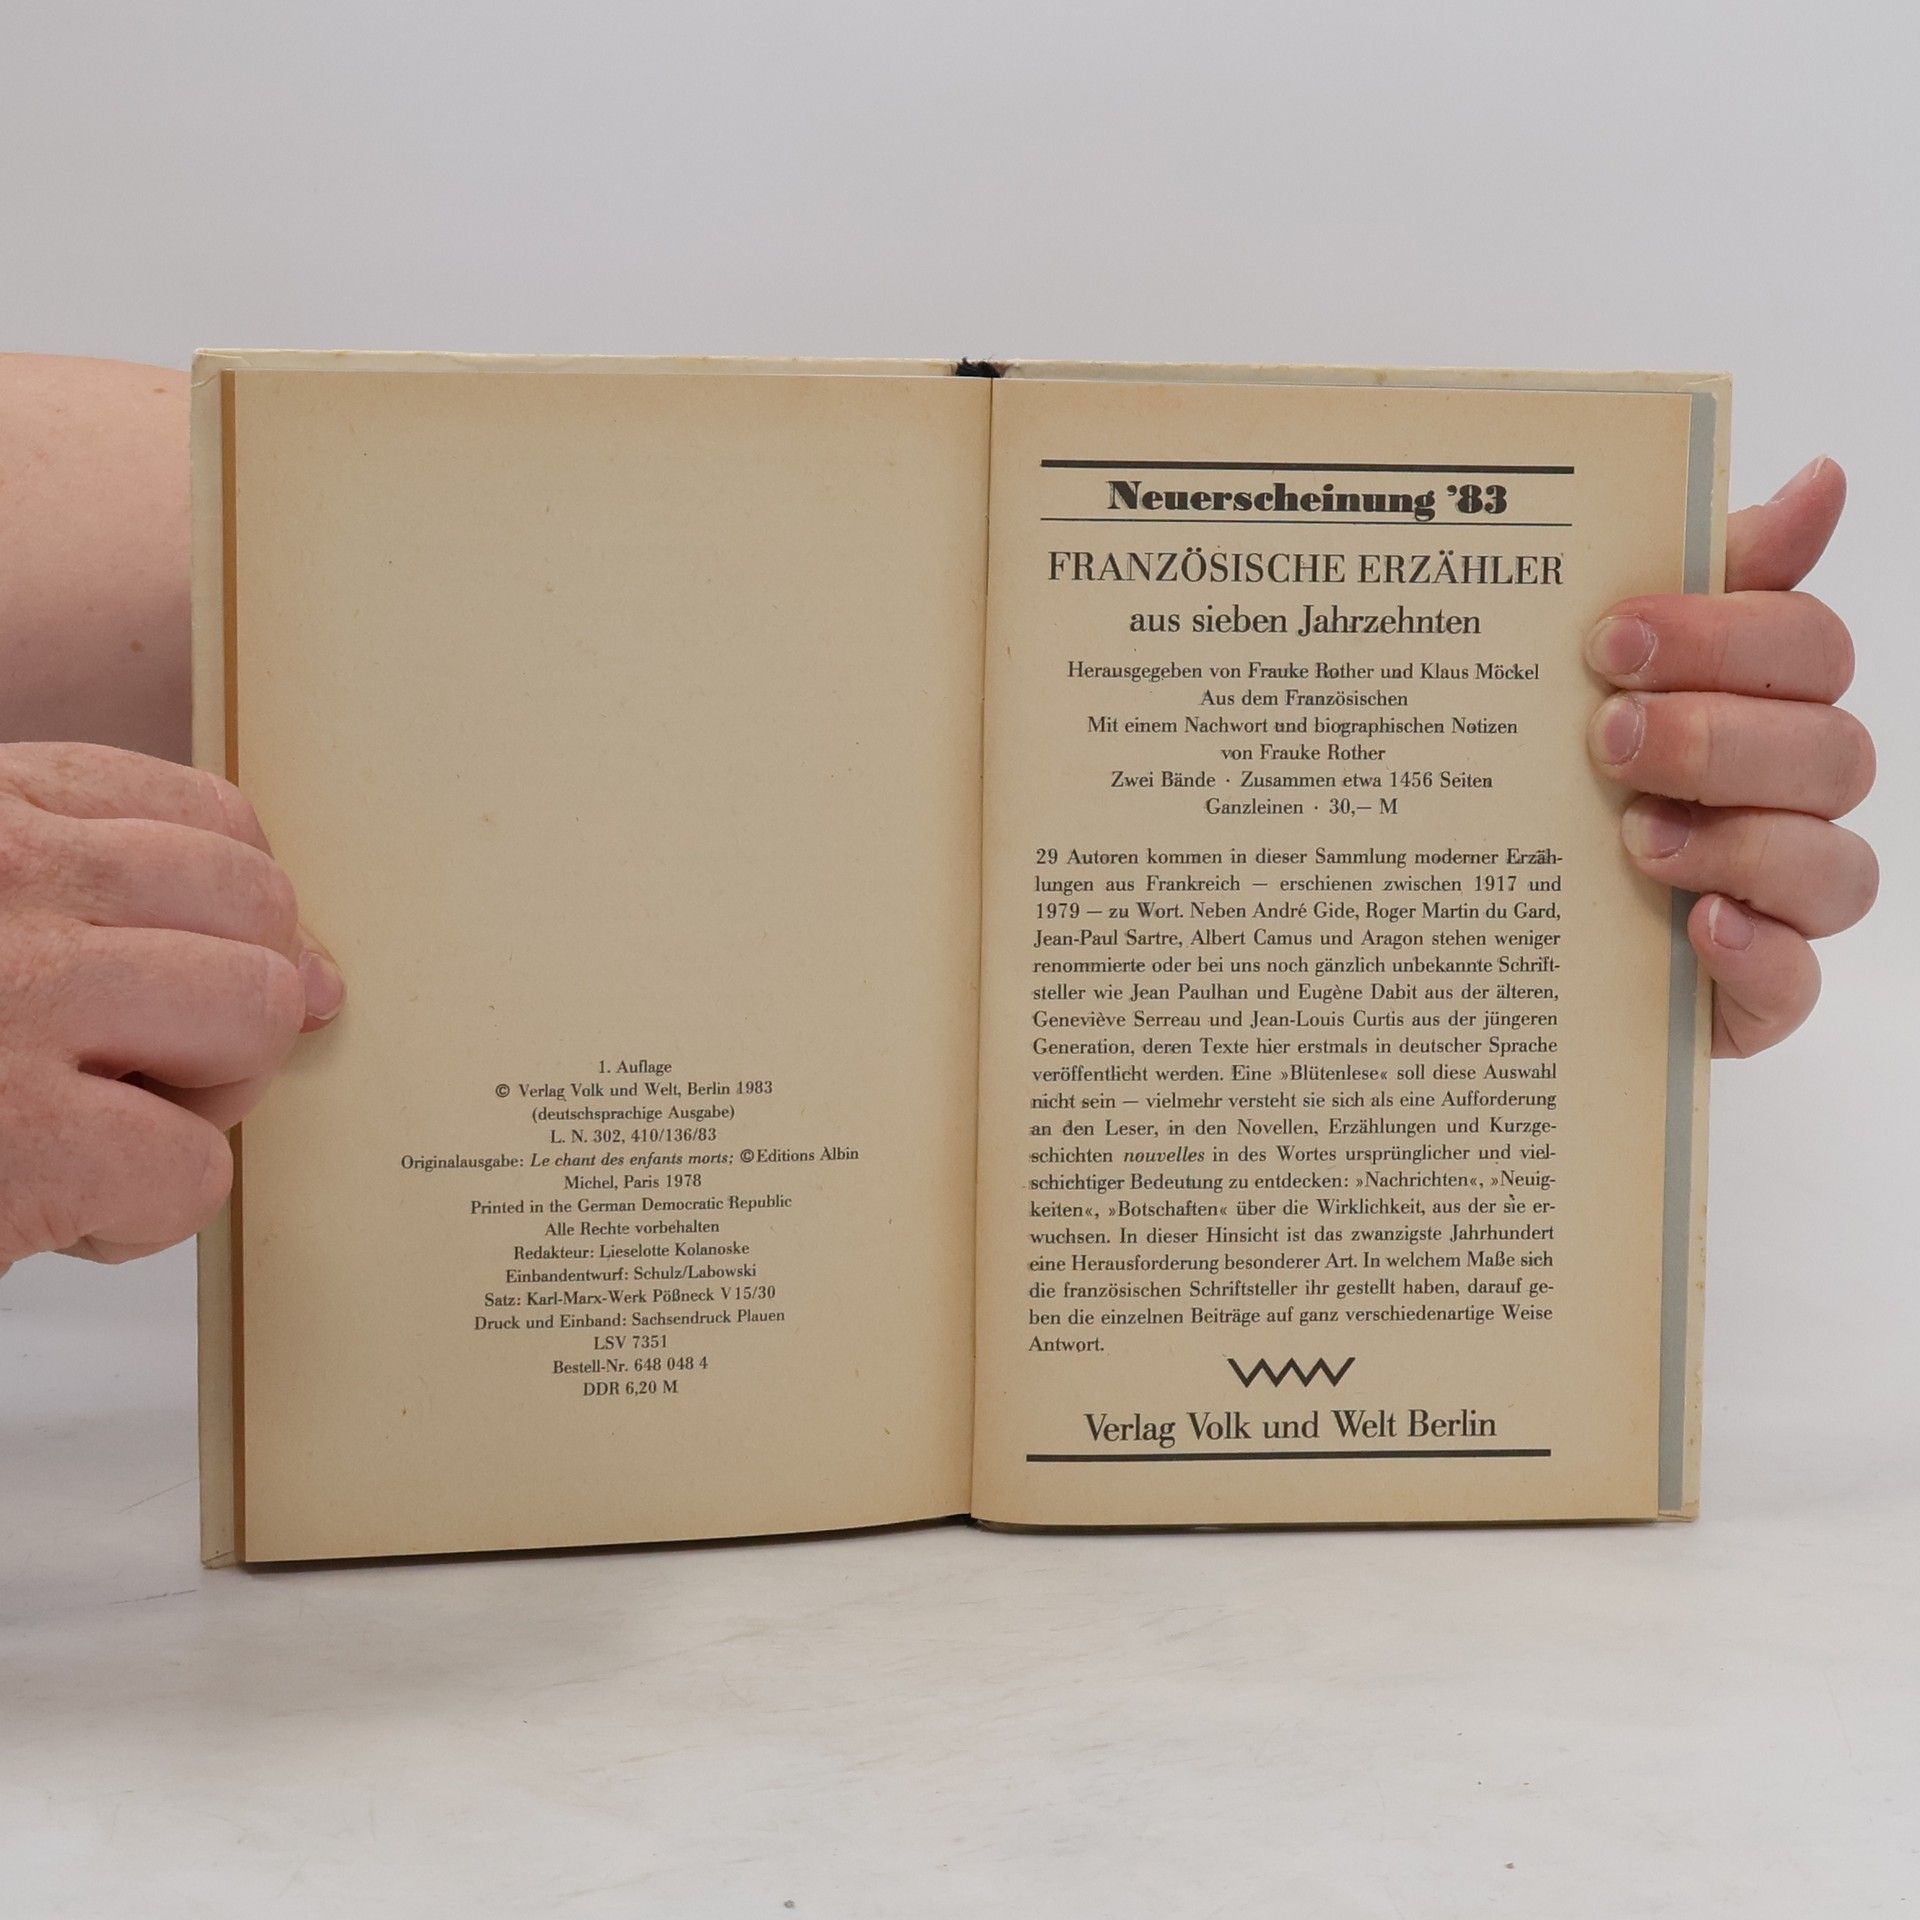 1. Auflage
© Verlag Volk und Welt, Berlin 1983
(deutschsprachige Ausgabe)
L. N. 302, 410/136/83
Originalausgabe: Le chant des enfants morts; ©Editions Albin
Michel, Paris 1978
Printed in the German Democratic Republic
Alle Rechte vorbehalten
Redakteur: Lieselotte Kolanoske
Einbandentwurf: Schulz/Labowski
Satz: Karl-Marx-Werk Pößneck V 15/30
Druck und Einband: Sachsendruck Plauen
LSV 7351
Bestell-Nr. 648 048 4
DDR 6,20 M
Neuerscheinung ’83
FRANZÖSISCHE ERZÄHLER
aus sieben Jahrzehnten
Herausgegeben von Frauke Rother und Klaus Möckel
Aus dem Französischen
Mit einem Nachwort und biographischen Notizen
von Frauke Rother
Zwei Bände · Zusammen etwa 1456 Seiten
Ganzleinen · 30,— M
29 Autoren kommen in dieser Sammlung moderner Erzäh-
lungen aus Frankreich — erschienen zwischen 1917 und
1979 — zu Wort. Neben André Gide, Roger Martin du Gard,
Jean-Paul Sartre, Albert Camus und Aragon stehen weniger
renommierte oder bei uns noch gänzlich unbekannte Schrift-
steller wie Jean Paulhan und Eugène Dabit aus der älteren,
Geneviève Serreau und Jean-Louis Curtis aus der jüngeren
Generation, deren Texte hier erstmals in deutscher Sprache
veröffentlicht werden. Eine »Blütenlese« soll diese Auswahl
nicht sein — vielmehr versteht sie sich als eine Aufforderung
an den Leser, in den Novellen, Erzählungen und Kurzge-
schichten nouvelles in des Wortes ursprünglicher und viel-
schichtiger Bedeutung zu entdecken: »Nachrichten«, »Neuig-
keiten«, »Botschaften« über die Wirklichkeit, aus der sie er-
wuchsen. In dieser Hinsicht ist das zwanzigste Jahrhundert
eine Herausforderung besonderer Art. In welchem Maße sich
die französischen Schriftsteller ihr gestellt haben, darauf ge-
ben die einzelnen Beiträge auf ganz verschiedenartige Weise
Antwort.
Verlag Volk und Welt Berlin